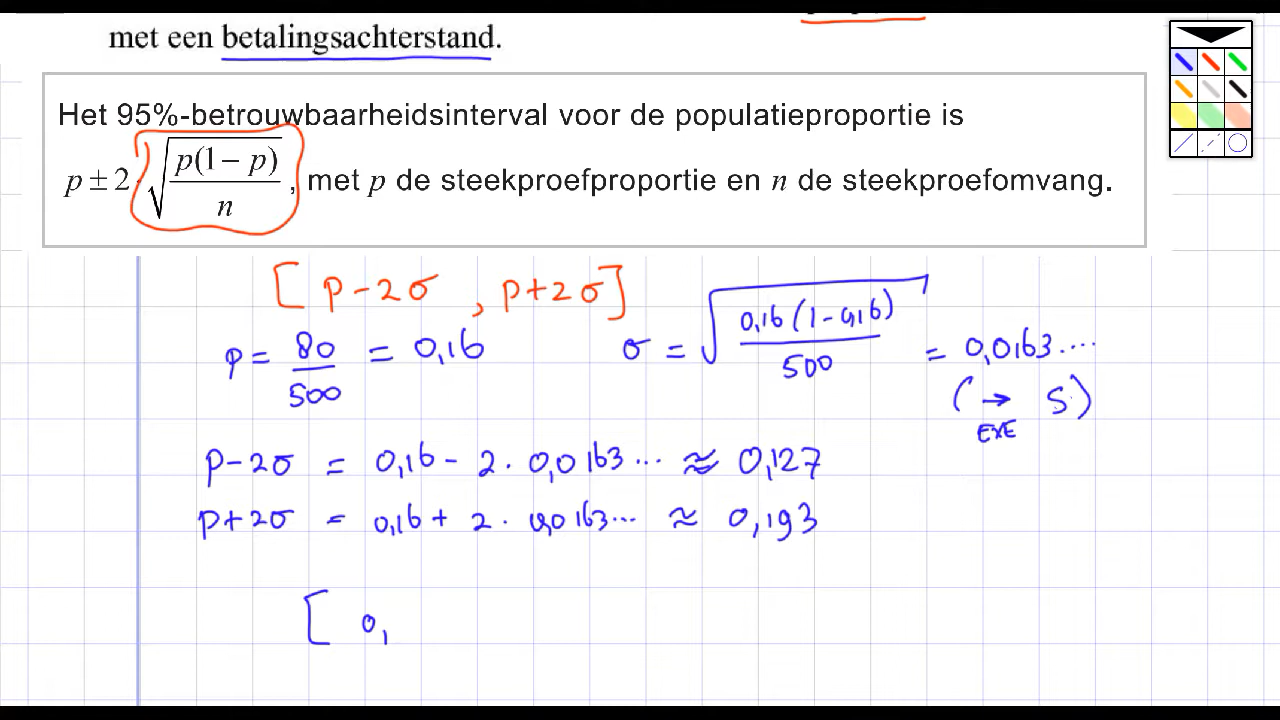 met een betalingsachterstand.
Het 95%-betrouwbaarheidsinterval voor de populatieproportie is
p ± 2 · √(p(1 − p)/n), met p de steekproefproportie en n de steekproefomvang.
[ p-2σ , p+2σ ]
p = 80/500 = 0,16 σ = √(0,16 (1-0,16)/500) = 0,0163....
( → S )
EXE
p-2σ = 0,16 - 2 . 0,0163... ≈ 0,127
p+2σ = 0,16 + 2 . 0,0163... ≈ 0,193
[ 0,